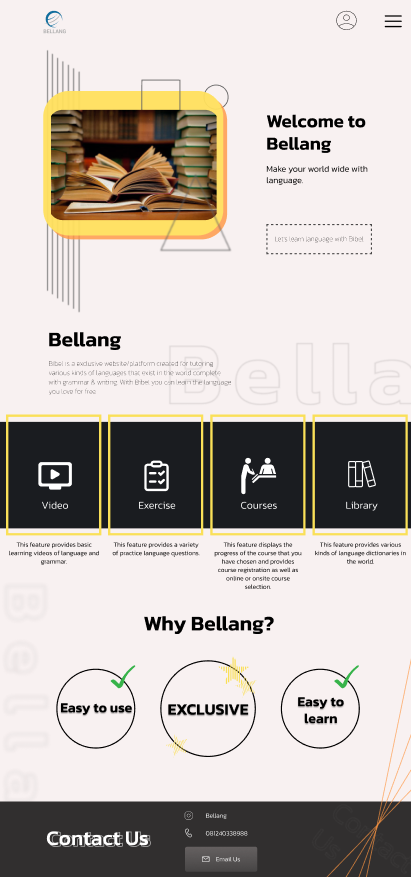 BELLANG
Welcome to
Bellang
Make your world wide with
language.
Let's learn language with Bibel
Bellang
Bella
Bibel is a exclusive website/platform created for tutoring
various kinds of languages that exist in the world complete
with grammar & writing. With Bibel, you can learn the language
you love for free.
Video
Exercise
Courses
Library
This feature provides basic
learning videos of language and
grammar.
This feature provides a variety
of practice language questions.
This feature displays the
progress of the course that you
have chosen and provides
course registration as well as
online or onsite course
selection.
This feature provides various
kinds of language dictionaries in
the world.
Bella
Why Bellang?
Easy to use
EXCLUSIVE
Easy to
learn
Contact Us
Bellang
081240338998
Email Us
Contact
Us